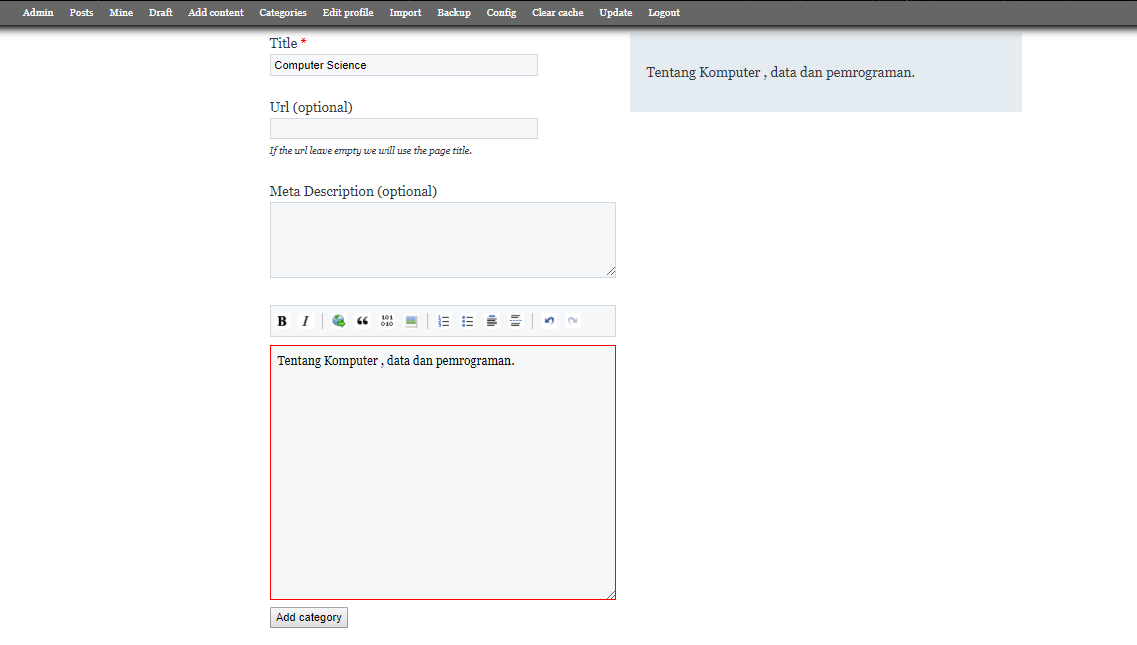 Admin Posts Mine Draft Add content Categories Edit profile Import Backup Config Clear cache Update Logout
Title *
Computer Science
Url (optional)
If the url leave empty we will use the page title.
Meta Description (optional)
B I 101 010
Tentang Komputer , data dan pemrograman.
Add category
Tentang Komputer , data dan pemrograman.